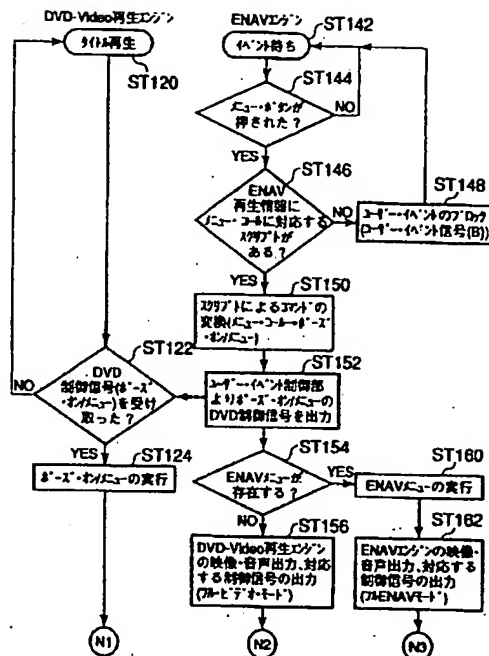 DVD-Video再生エンジン
タイトル再生
ST120
ENAVエンジン
イベント待ち
ST142
ST144
メニュー・ボタンが
押された?
NO
YES
ST146
ENAV
再生情報に
メニュー・コールに対応する
スクリプトが
ある?
NO
ST148
ユーザー・イベントのブロック
(ユーザー・イベント信号(B))
YES
ST150
スクリプトによるコマンドの
変換(メニュー・コール→ポーズ・
オン/メニュー)
ST152
ユーザー・イベント制御部
よりポーズ・オン/メニューの
DVD制御信号を出力
ST122
DVD
制御信号(ポーズ・
オン/メニュー)を受け
取った?
NO
YES
ST124
ポーズ・オン/メニューの実行
ST154
ENAVメニューが
存在する?
YES
NO
ST160
ENAVメニューの実行
ST156
DVD-Video再生エンジン
の映像・音声出力、対応
する制御信号の出力
(フル・ビデオ・モード)
ST162
ENAVエンジンの映像・
音声出力、対応する
制御信号の出力
(フルENAVモード)
N1
N2
N3